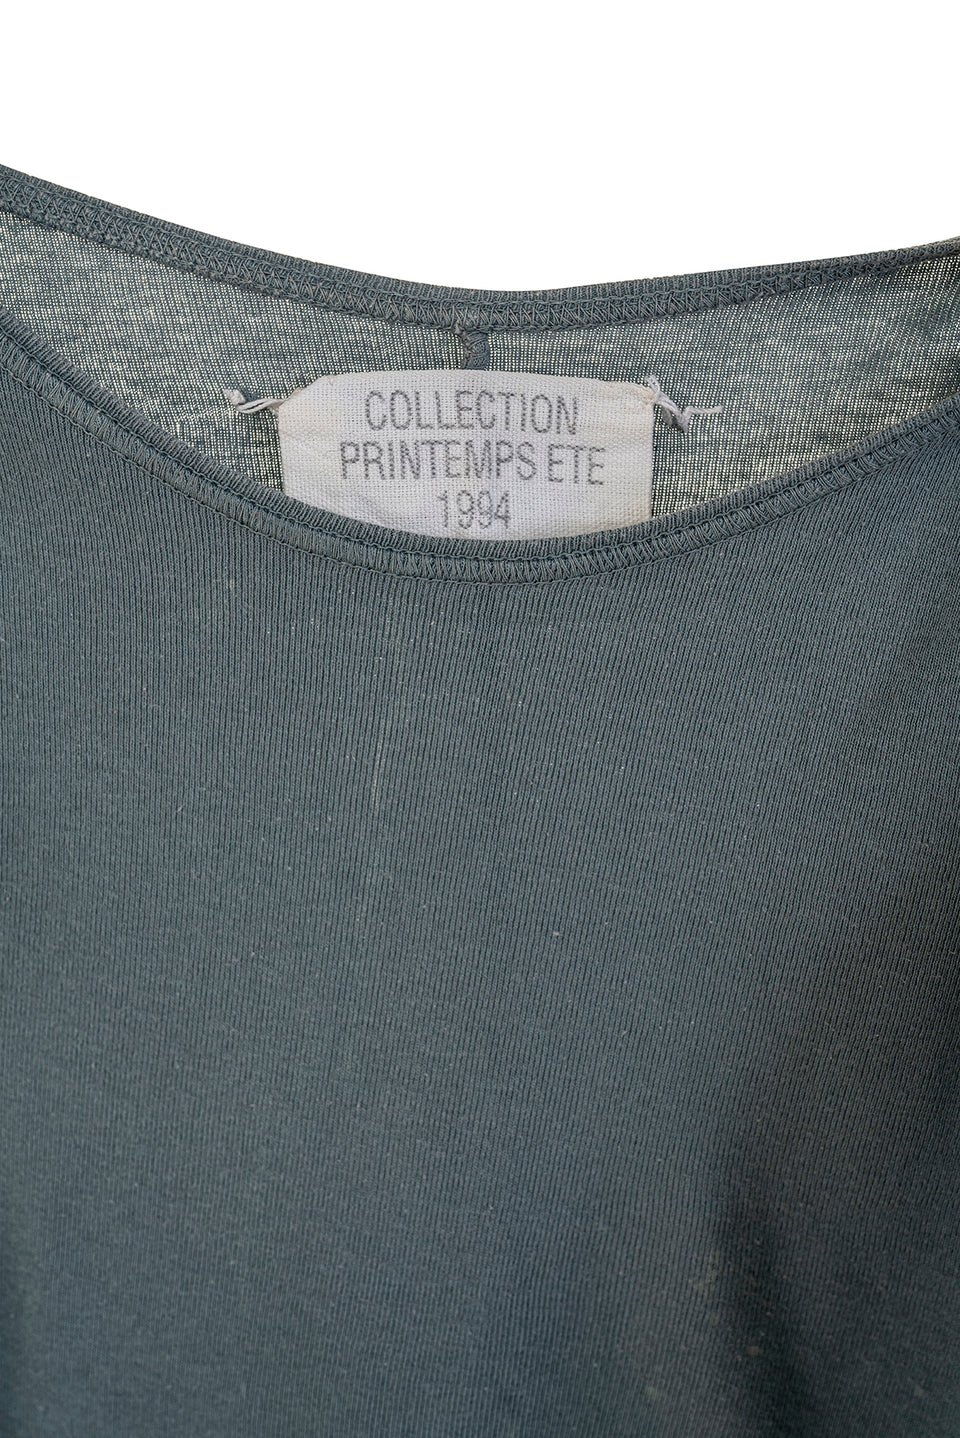 COLLECTION
PRINTEMPS ETE
1994